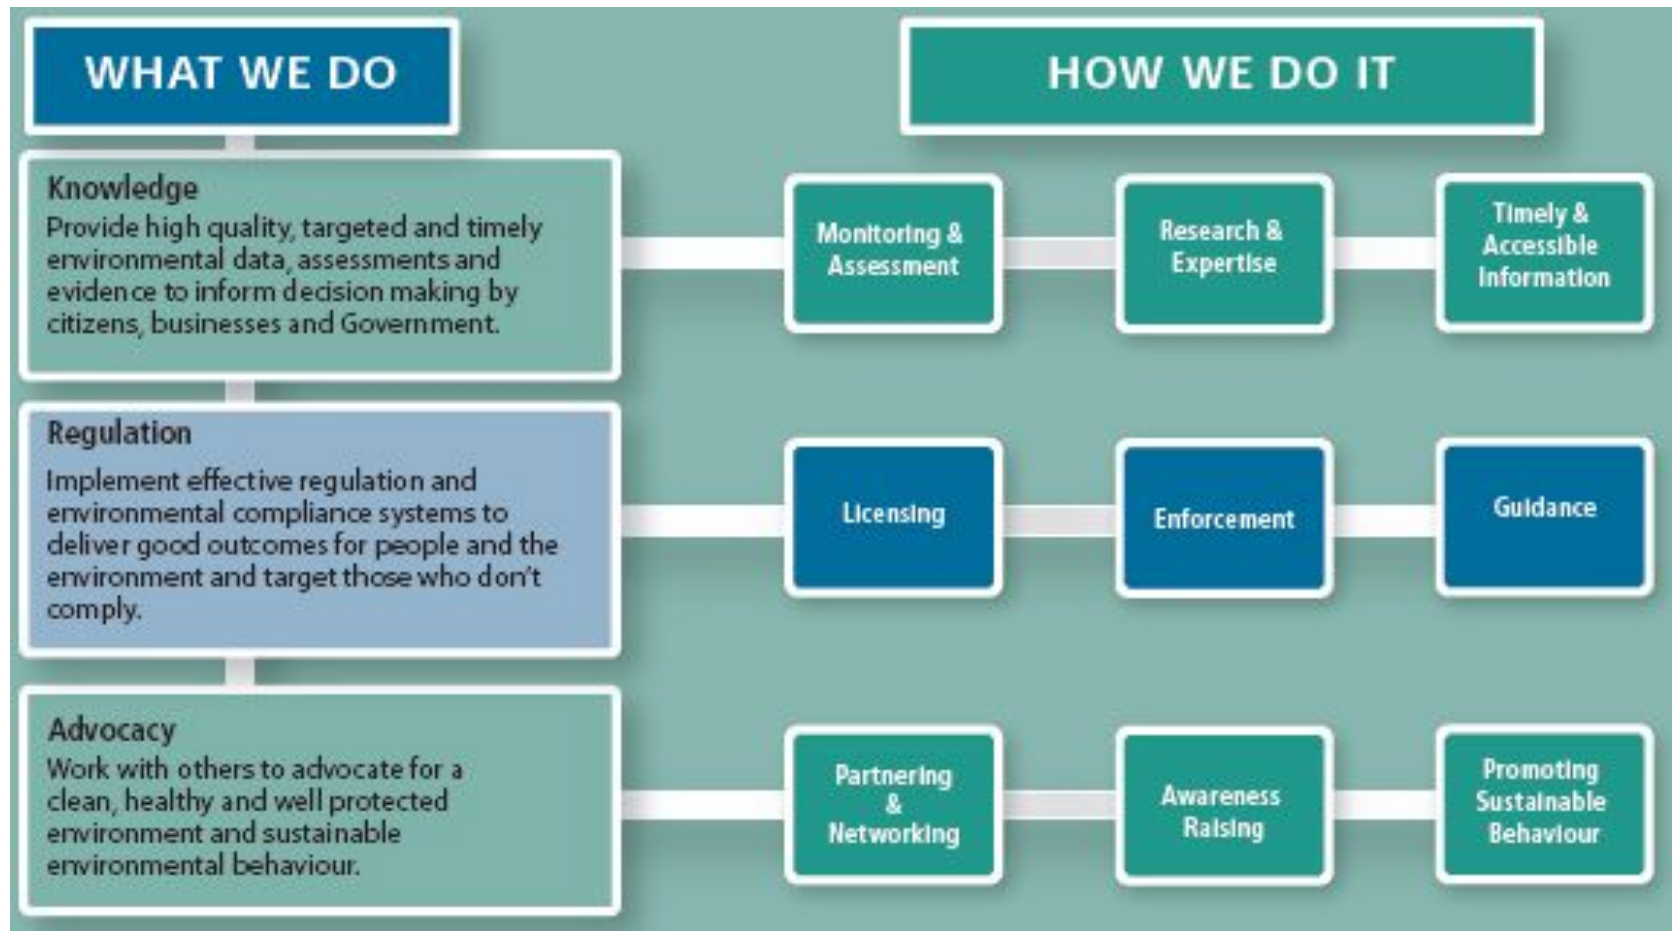 WHAT WE DO
HOW WE DO IT
Knowledge
Provide high quality, targeted and timely
environmental data, assessments and
evidence to inform decision making by
citizens, businesses and Government.
Monitoring &
Assessment
Research &
Expertise
Timely &
Accessible
Information
Regulation
Implement effective regulation and
environmental compliance systems to
deliver good outcomes for people and the
environment and target those who don't
comply.
Licensing
Enforcement
Guidance
Advocacy
Work with others to advocate for a
clean, healthy and well protected
environment and sustainable
environmental behaviour.
Partnering
&
Networking
Awareness
Raising
Promoting
Sustainable
Behaviour